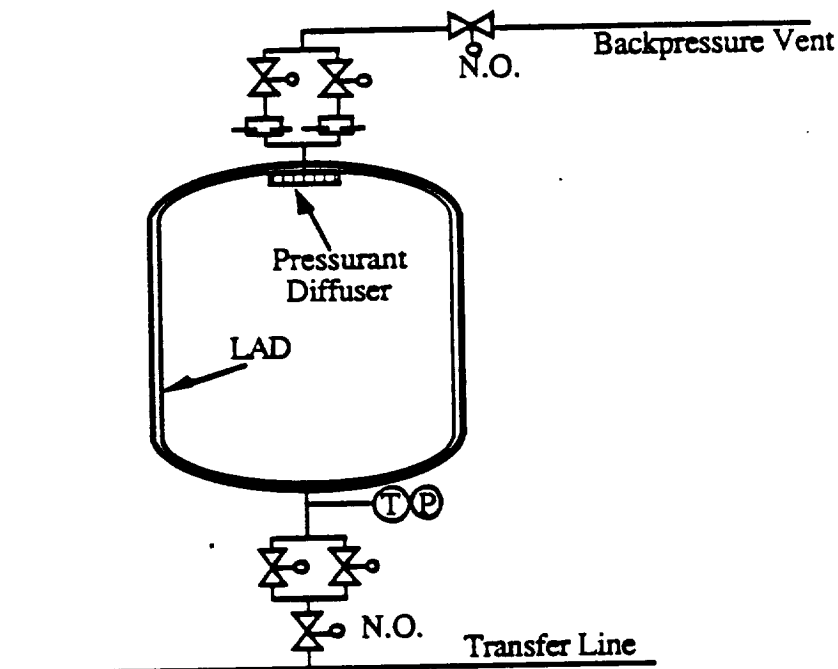 Backpressure Vent
N.O.
Pressurant
Diffuser
LAD
T P
N.O.
Transfer Line